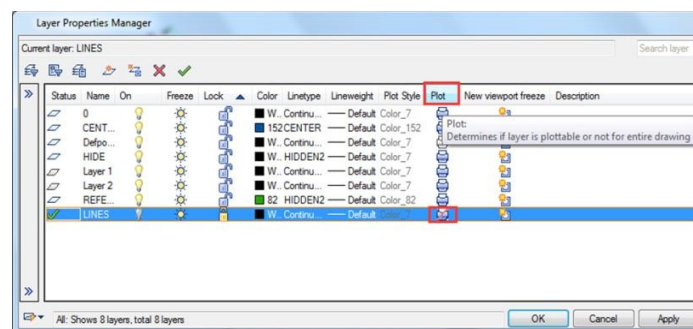 Layer Properties Manager
Current layer: LINES
Search layer
Status Name On Freeze Lock Color Linetype Lineweight Plot Style Plot New viewport freeze Description
0 W... Continu... Default Color_7
CENT... 152 CENTER Default Color_152
Defpo... W... Continu... Default Color_7
HIDE W... HIDDEN2 Default Color_7
Layer 1 W... Continu... Default Color_7
Layer 2 W... Continu... Default Color_7
REFE... 82 HIDDEN2 Default Color_82
LINES W... Continu... Default Color_7
Plot:
Determines if layer is plottable or not for entire drawing
All: Shows 8 layers, total 8 layers
OK Cancel Apply